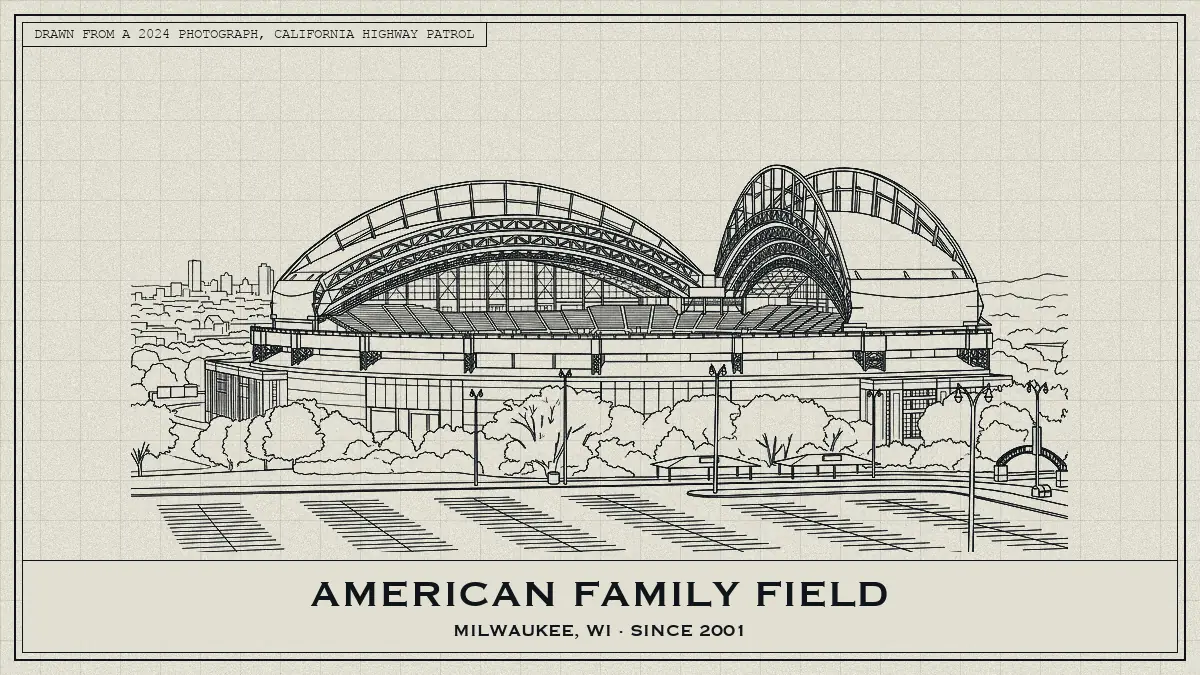 DRAWN FROM A 2024 PHOTOGRAPH, CALIFORNIA HIGHWAY PATROL
AMERICAN FAMILY FIELD
MILWAUKEE, WI · SINCE 2001